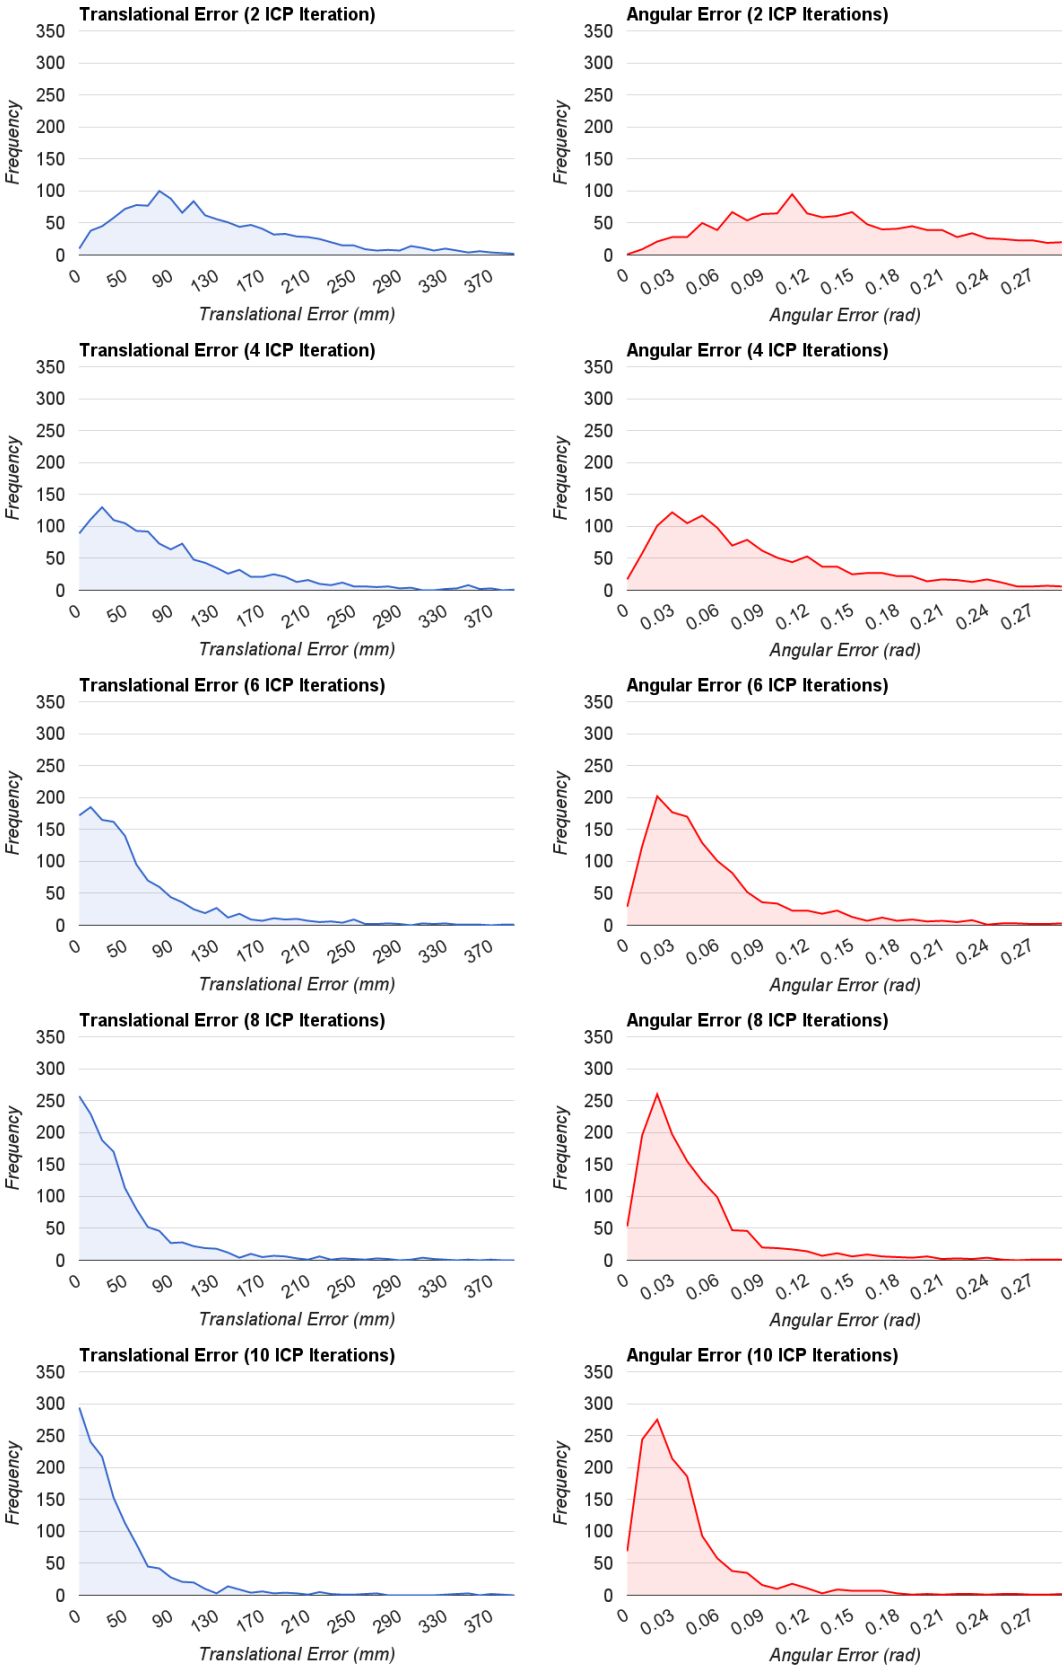 Translational Error (2 ICP Iteration)
350
300
250
200
150
100
50
0
Frequency
0 50 90 130 170 210 250 290 330 370
Translational Error (mm)
Angular Error (2 ICP Iterations)
350
300
250
200
150
100
50
0
Frequency
0 0.03 0.06 0.09 0.12 0.15 0.18 0.21 0.24 0.27
Angular Error (rad)
Translational Error (4 ICP Iteration)
350
300
250
200
150
100
50
0
Frequency
0 50 90 130 170 210 250 290 330 370
Translational Error (mm)
Angular Error (4 ICP Iterations)
350
300
250
200
150
100
50
0
Frequency
0 0.03 0.06 0.09 0.12 0.15 0.18 0.21 0.24 0.27
Angular Error (rad)
Translational Error (6 ICP Iterations)
350
300
250
200
150
100
50
0
Frequency
0 50 90 130 170 210 250 290 330 370
Translational Error (mm)
Angular Error (6 ICP Iterations)
350
300
250
200
150
100
50
0
Frequency
0 0.03 0.06 0.09 0.12 0.15 0.18 0.21 0.24 0.27
Angular Error (rad)
Translational Error (8 ICP Iterations)
350
300
250
200
150
100
50
0
Frequency
0 50 90 130 170 210 250 290 330 370
Translational Error (mm)
Angular Error (8 ICP Iterations)
350
300
250
200
150
100
50
0
Frequency
0 0.03 0.06 0.09 0.12 0.15 0.18 0.21 0.24 0.27
Angular Error (rad)
Translational Error (10 ICP Iterations)
350
300
250
200
150
100
50
0
Frequency
0 50 90 130 170 210 250 290 330 370
Translational Error (mm)
Angular Error (10 ICP Iterations)
350
300
250
200
150
100
50
0
Frequency
0 0.03 0.06 0.09 0.12 0.15 0.18 0.21 0.24 0.27
Angular Error (rad)